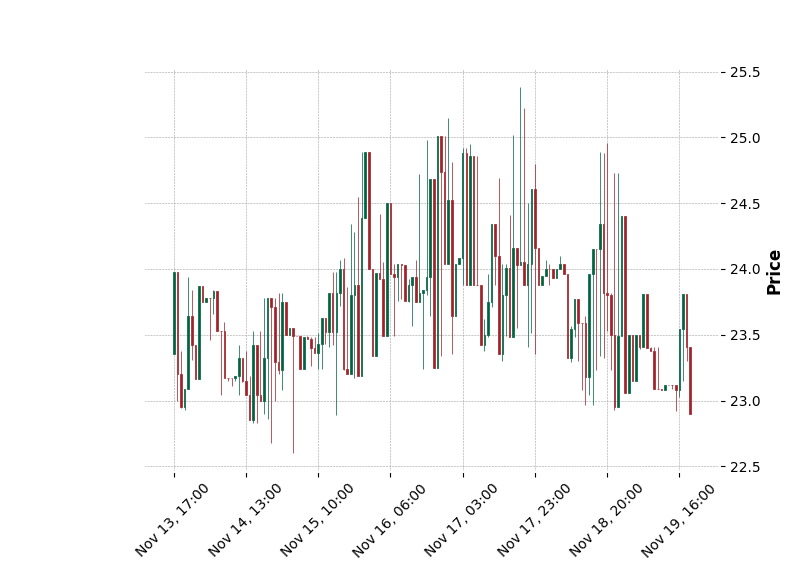 25.5
25.0
24.5
24.0
23.5
23.0
22.5
Price
Nov 13, 17:00
Nov 14, 13:00
Nov 15, 10:00
Nov 16, 06:00
Nov 17, 03:00
Nov 17, 23:00
Nov 18, 20:00
Nov 19, 16:00